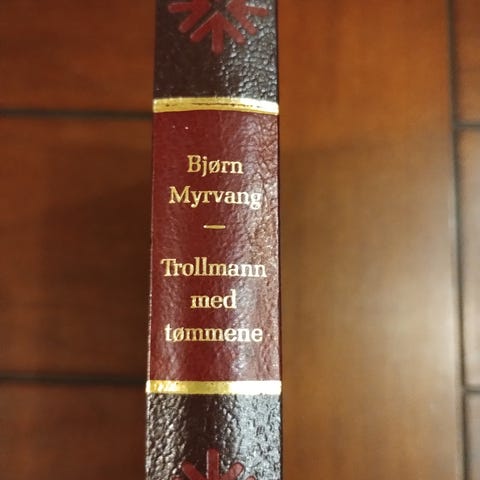 Bjørn
Myrvang
—
Trollmann
med
tømmene